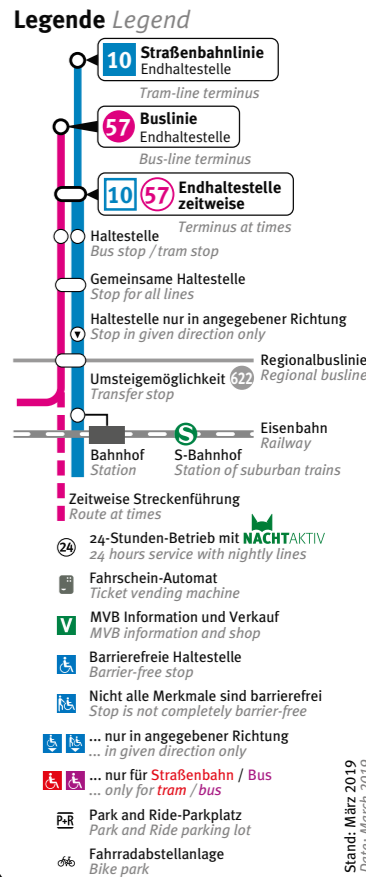 Legende Legend
10 Straßenbahnlinie
Endhaltestelle
Tram-line terminus
57 Buslinie
Endhaltestelle
Bus-line terminus
10 57 Endhaltestelle
zeitweise
Terminus at times
Haltestelle
Bus stop / tram stop
Gemeinsame Haltestelle
Stop for all lines
Haltestelle nur in angegebener Richtung
Stop in given direction only
Regionalbuslinie
Umsteigemöglichkeit 622 Regional busline
Transfer stop
Eisenbahn
Railway
S
Bahnhof S-Bahnhof
Station Station of suburban trains
Zeitweise Streckenführung
Route at times
24 24-Stunden-Betrieb mit NACHTAKTIV
24 hours service with nightly lines
Fahrschein-Automat
Ticket vending machine
V MVB Information und Verkauf
MVB information and shop
Barrierefreie Haltestelle
Barrier-free stop
Nicht alle Merkmale sind barrierefrei
Stop is not completely barrier-free
... nur in angegebener Richtung
... in given direction only
... nur für Straßenbahn / Bus
... only for tram / bus
P+R Park and Ride-Parkplatz
Park and Ride parking lot
Fahrradabstellanlage
Bike park
Stand: März 2019
Date: March 2019